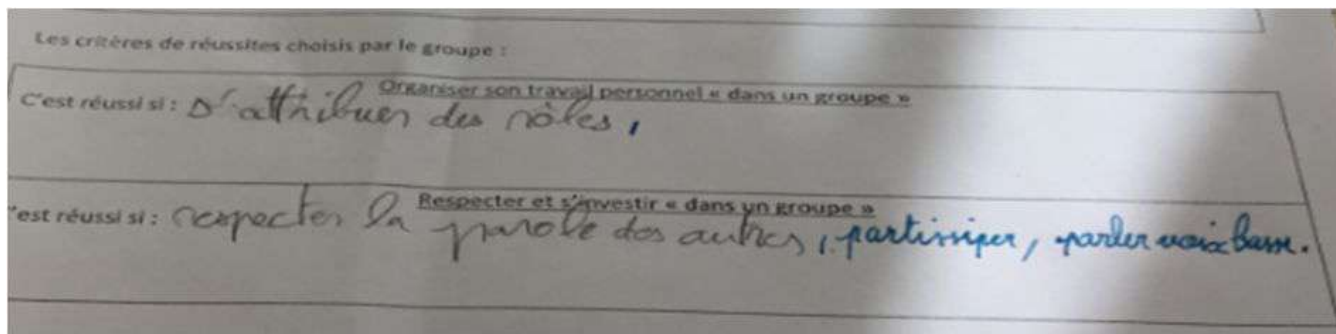 Les critères de réussites choisis par le groupe :
Organiser son travail personnel « dans un groupe »
C'est réussi si : s'attribuer des rôles,
Respecter et s'investir « dans un groupe »
'est réussi si : respecter la parole des autres, partissiper, parler voix basse.